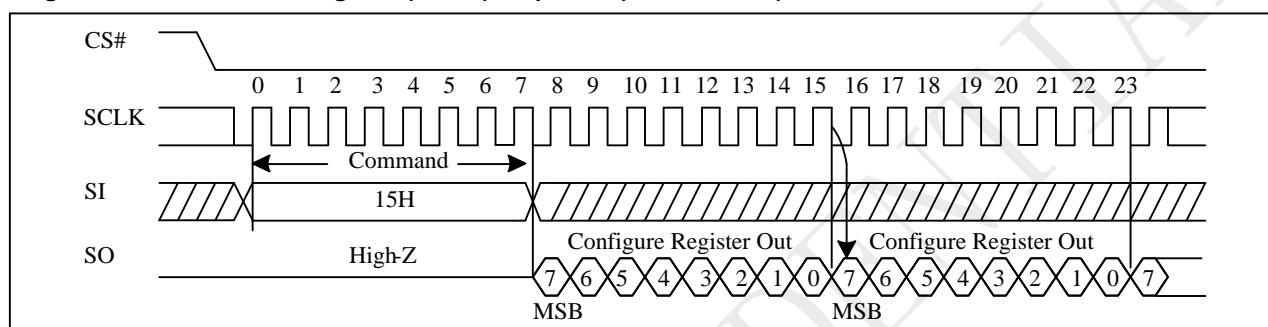 CS#
0 1 2 3 4 5 6 7 8 9 10 11 12 13 14 15 16 17 18 19 20 21 22 23
SCLK
Command
SI
15H
SO
High-Z
Configure Register Out
Configure Register Out
7 6 5 4 3 2 1 0 7 6 5 4 3 2 1 0 7
MSB
MSB